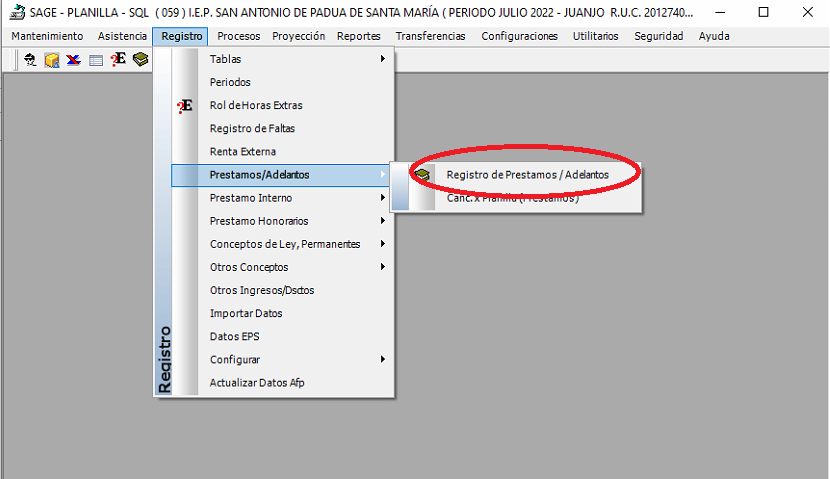 SAGE - PLANILLA - SQL ( 059 ) I.E.P. SAN ANTONIO DE PADUA DE SANTA MARÍA ( PERIODO JULIO 2022 - JUANJO R.U.C. 2012740...
Mantenimiento Asistencia Registro Procesos Proyección Reportes Transferencias Configuraciones Utilitarios Seguridad Ayuda
Tablas
Periodos
Rol de Horas Extras
Registro de Faltas
Renta Externa
Prestamos/Adelantos
Registro de Prestamos / Adelantos
Prestamo Interno
Canc. x Planilla (Prestamos)
Prestamo Honorarios
Conceptos de Ley, Permanentes
Otros Conceptos
Otros Ingresos/Dsctos
Importar Datos
Datos EPS
Configurar
Actualizar Datos Afp
Registro